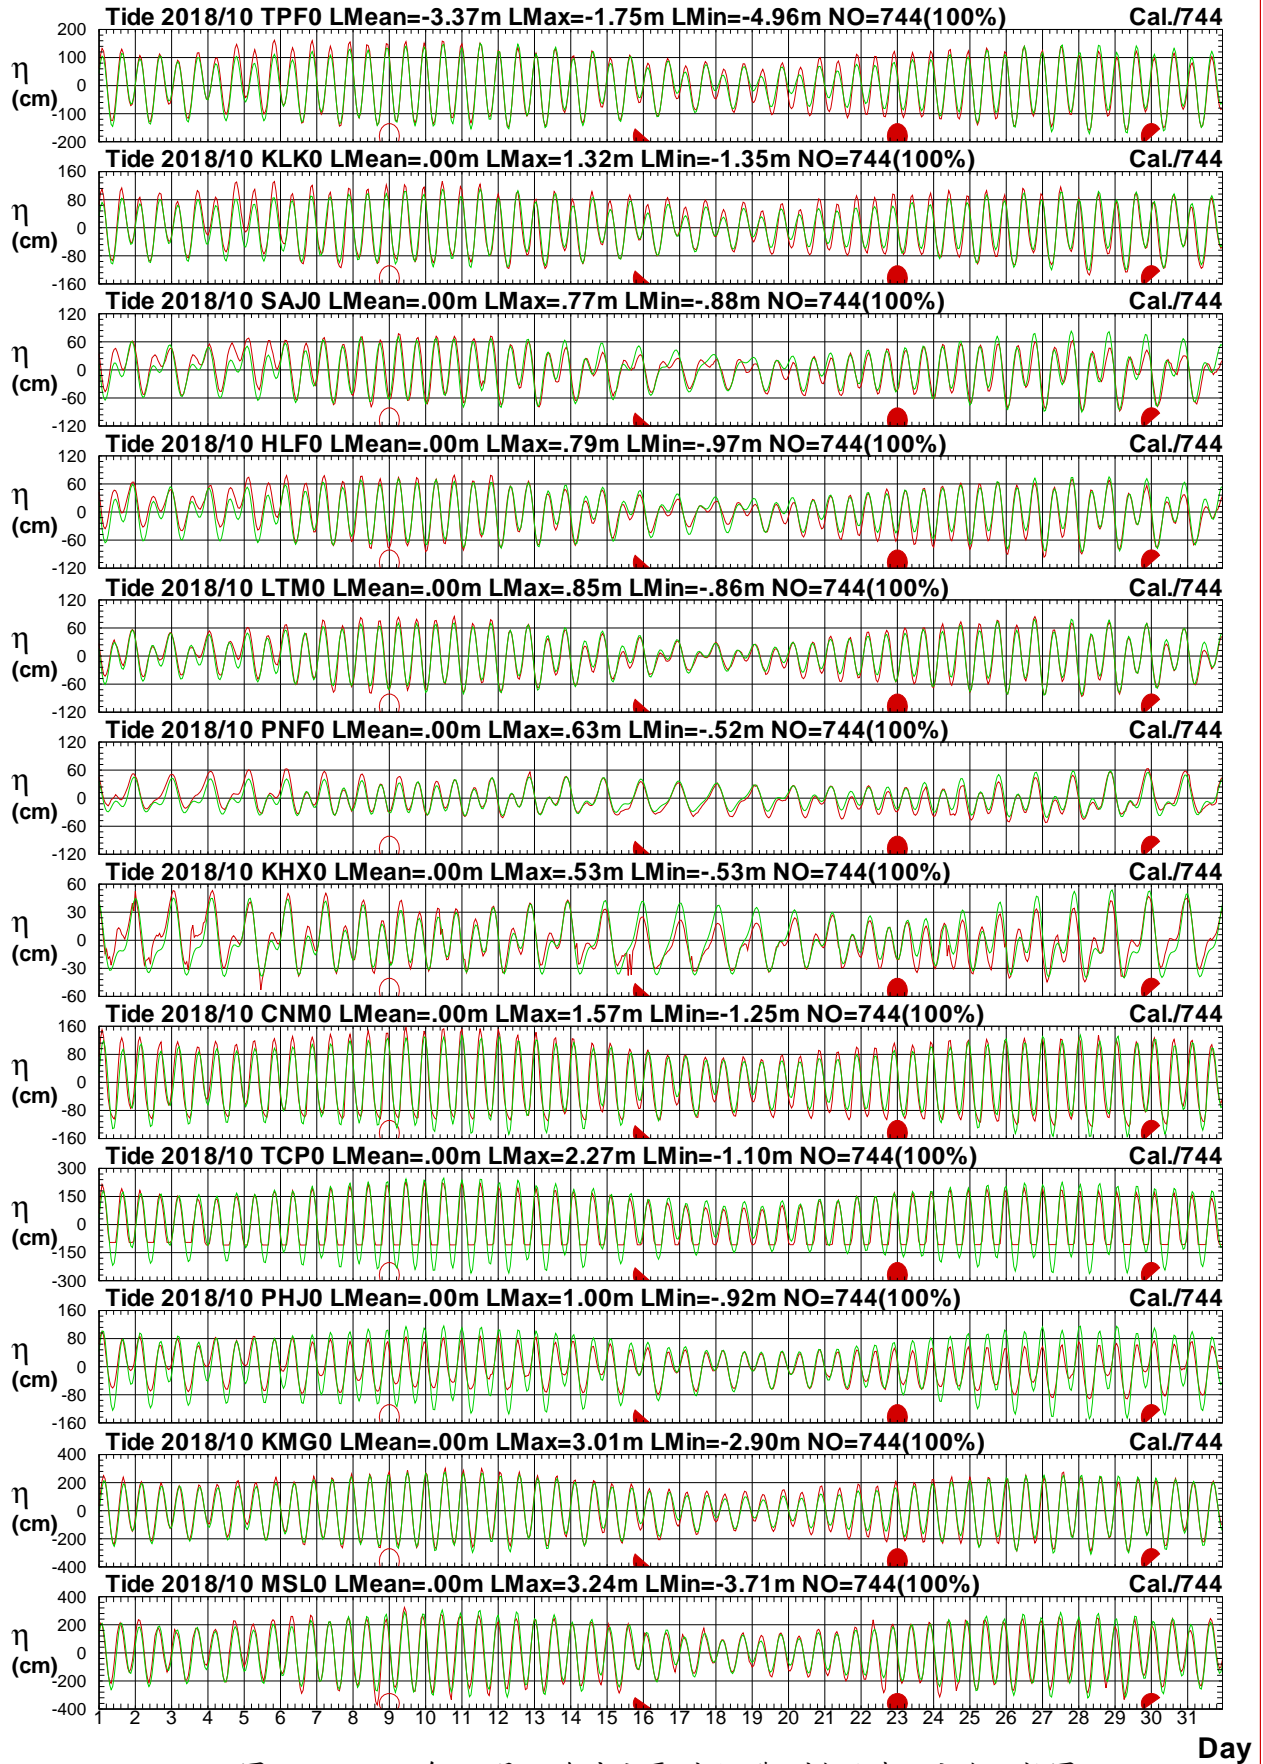 Tide 2018/10 TPF0 LMean=-3.37m LMax=-1.75m LMin=-4.96m NO=744(100%) Cal./744
200
100
0
-100
-200
η
(cm)
Tide 2018/10 KLK0 LMean=.00m LMax=1.32m LMin=-1.35m NO=744(100%) Cal./744
160
80
0
-80
-160
η
(cm)
Tide 2018/10 SAJ0 LMean=.00m LMax=.77m LMin=-.88m NO=744(100%) Cal./744
120
60
0
-60
-120
η
(cm)
Tide 2018/10 HLF0 LMean=.00m LMax=.79m LMin=-.97m NO=744(100%) Cal./744
120
60
0
-60
-120
η
(cm)
Tide 2018/10 LTM0 LMean=.00m LMax=.85m LMin=-.86m NO=744(100%) Cal./744
120
60
0
-60
-120
η
(cm)
Tide 2018/10 PNF0 LMean=.00m LMax=.63m LMin=-.52m NO=744(100%) Cal./744
120
60
0
-60
-120
η
(cm)
Tide 2018/10 KHX0 LMean=.00m LMax=.53m LMin=-.53m NO=744(100%) Cal./744
60
30
0
-30
-60
η
(cm)
Tide 2018/10 CNM0 LMean=.00m LMax=1.57m LMin=-1.25m NO=744(100%) Cal./744
160
80
0
-80
-160
η
(cm)
Tide 2018/10 TCP0 LMean=.00m LMax=2.27m LMin=-1.10m NO=744(100%) Cal./744
300
150
0
-150
-300
η
(cm)
Tide 2018/10 PHJ0 LMean=.00m LMax=1.00m LMin=-.92m NO=744(100%) Cal./744
160
80
0
-80
-160
η
(cm)
Tide 2018/10 KMG0 LMean=.00m LMax=3.01m LMin=-2.90m NO=744(100%) Cal./744
400
200
0
-200
-400
η
(cm)
Tide 2018/10 MSL0 LMean=.00m LMax=3.24m LMin=-3.71m NO=744(100%) Cal./744
400
200
0
-200
-400
η
(cm)
1 2 3 4 5 6 7 8 9 10 11 12 13 14 15 16 17 18 19 20 21 22 23 24 25 26 27 28 29 30 31
Day